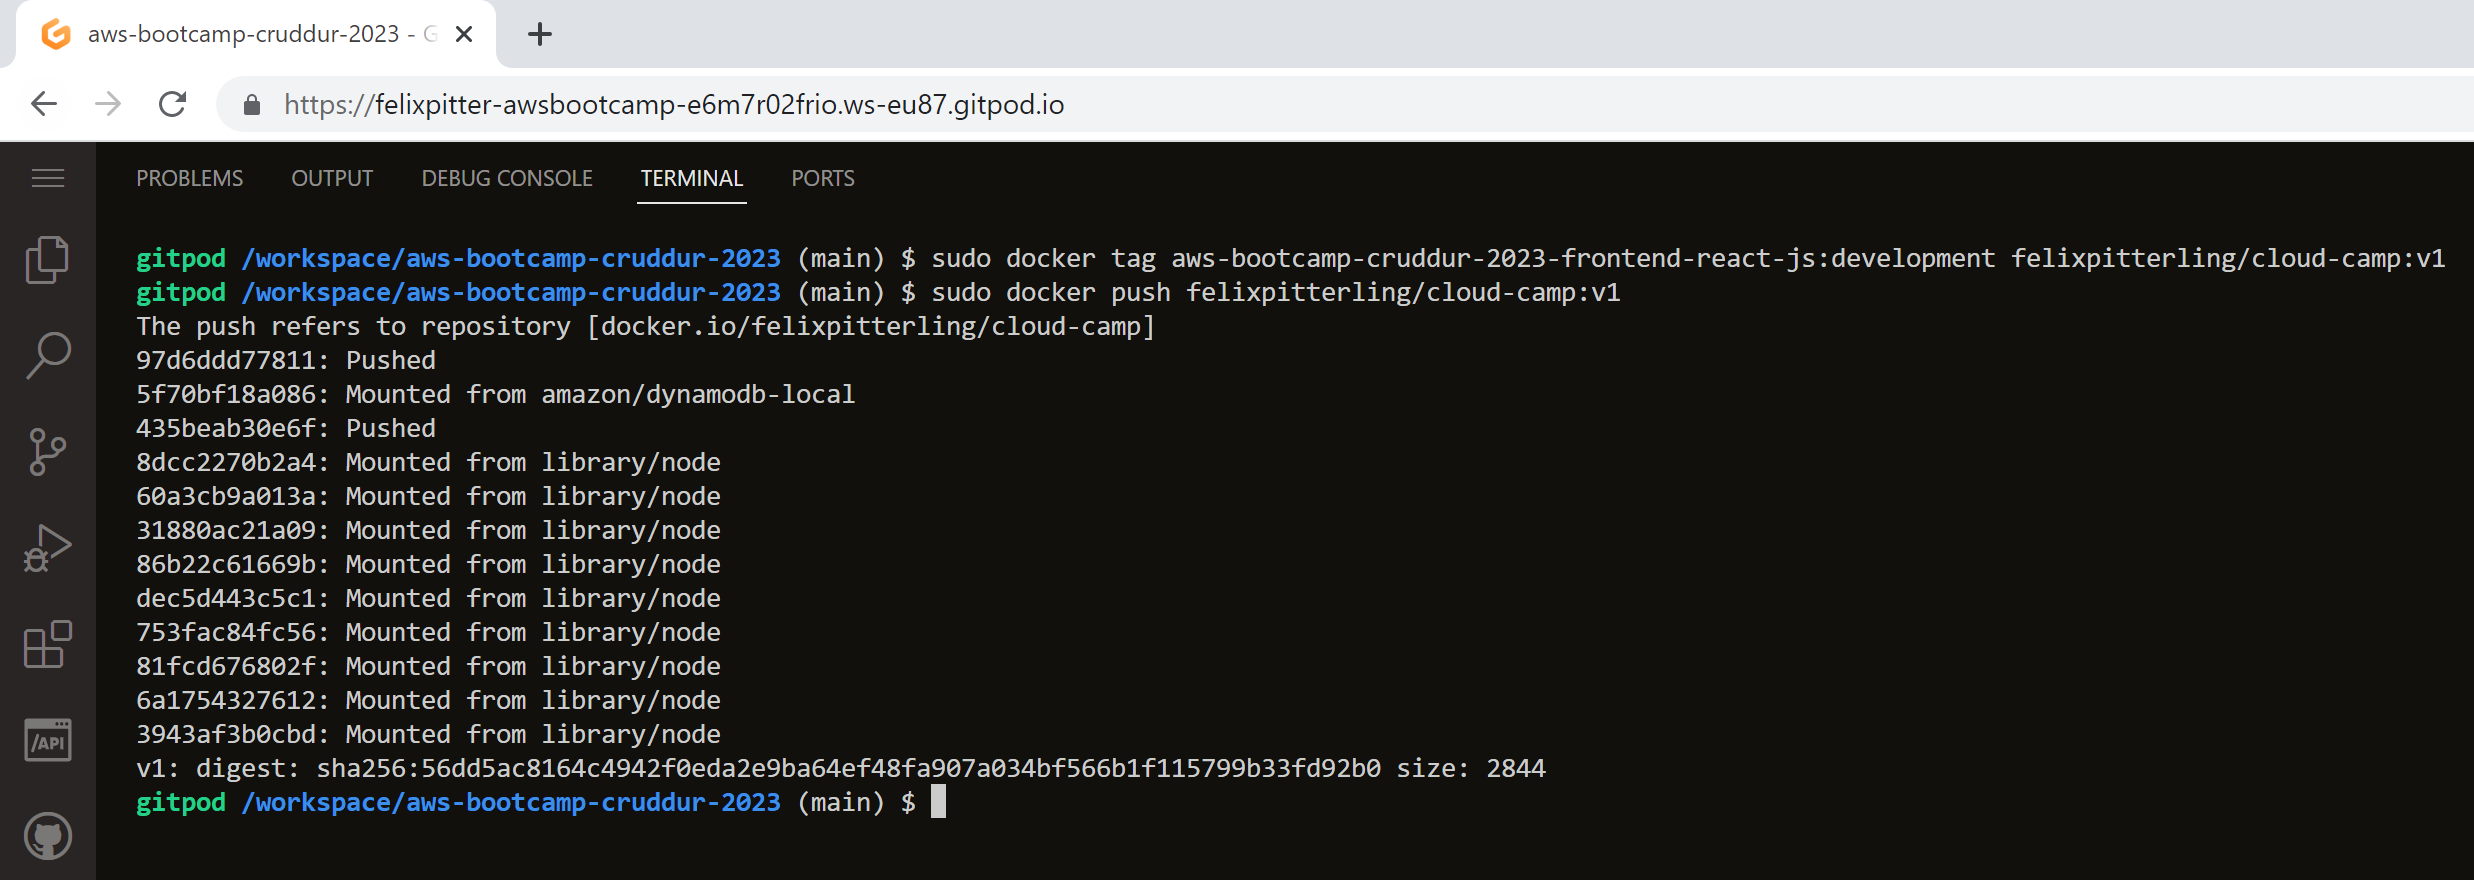 aws-bootcamp-cruddur-2023 - G
https://felixpitter-awsbootcamp-e6m7r02frio.ws-eu87.gitpod.io
PROBLEMS OUTPUT DEBUG CONSOLE TERMINAL PORTS
gitpod /workspace/aws-bootcamp-cruddur-2023 (main) $ sudo docker tag aws-bootcamp-cruddur-2023-frontend-react-js:development felixpitterling/cloud-camp:v1
gitpod /workspace/aws-bootcamp-cruddur-2023 (main) $ sudo docker push felixpitterling/cloud-camp:v1
The push refers to repository [docker.io/felixpitterling/cloud-camp]
97d6ddd77811: Pushed
5f70bf18a086: Mounted from amazon/dynamodb-local
435beab30e6f: Pushed
8dcc2270b2a4: Mounted from library/node
60a3cb9a013a: Mounted from library/node
31880ac21a09: Mounted from library/node
86b22c61669b: Mounted from library/node
dec5d443c5c1: Mounted from library/node
753fac84fc56: Mounted from library/node
81fcd676802f: Mounted from library/node
6a1754327612: Mounted from library/node
3943af3b0cbd: Mounted from library/node
v1: digest: sha256:56dd5ac8164c4942f0eda2e9ba64ef48fa907a034bf566b1f115799b33fd92b0 size: 2844
gitpod /workspace/aws-bootcamp-cruddur-2023 (main) $
/API